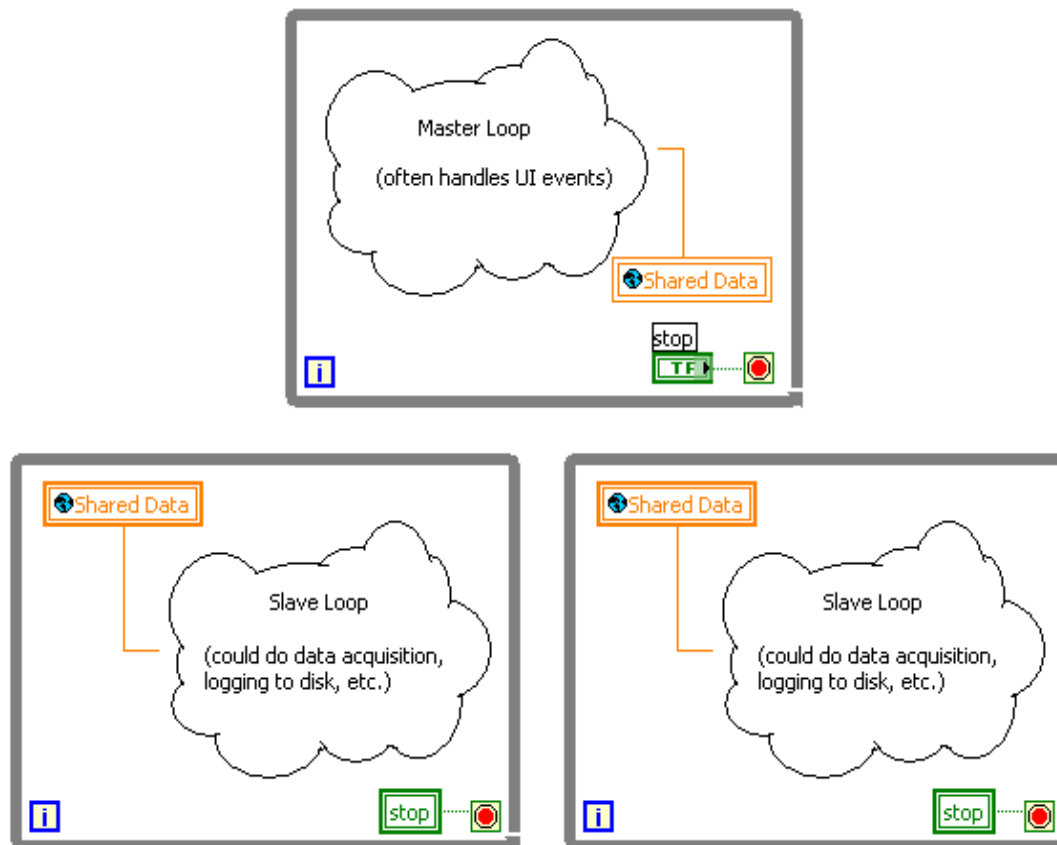 Master Loop
(often handles UI events)
Shared Data
stop
TF
i
Shared Data
Slave Loop
(could do data acquisition,
logging to disk, etc.)
i
stop
Shared Data
Slave Loop
(could do data acquisition,
logging to disk, etc.)
i
stop